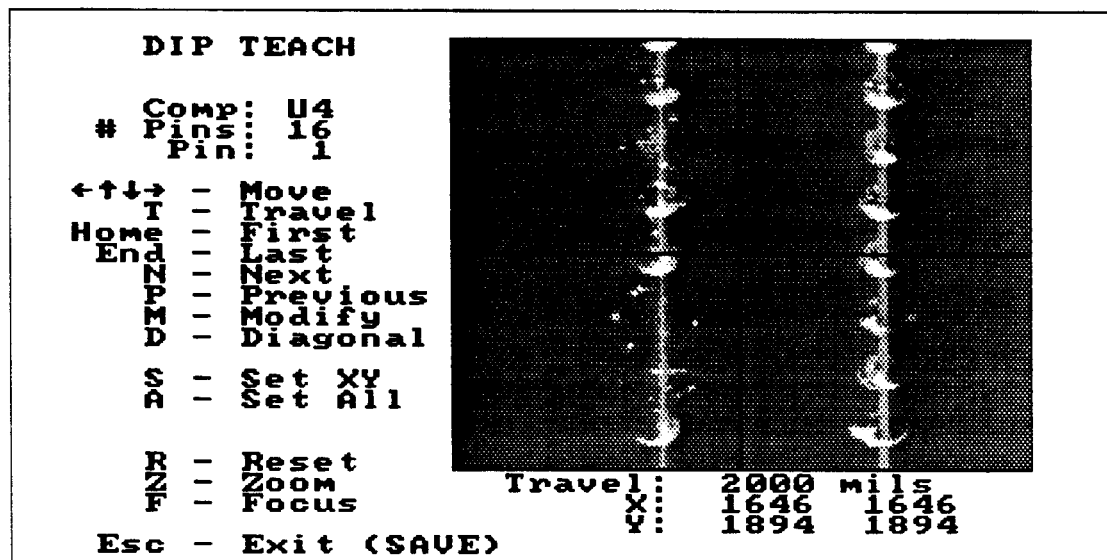 DIP TEACH
Comp: U4
# Pins: 16
Pin: 1
←↑↓→ - Move
T - Travel
Home - First
End - Last
N - Next
P - Previous
M - Modify
D - Diagonal
S - Set XY
A - Set All
R - Reset
Z - Zoom
F - Focus
Esc - Exit (SAVE)
Travel: 2000 mils
X: 1646 1646
Y: 1894 1894